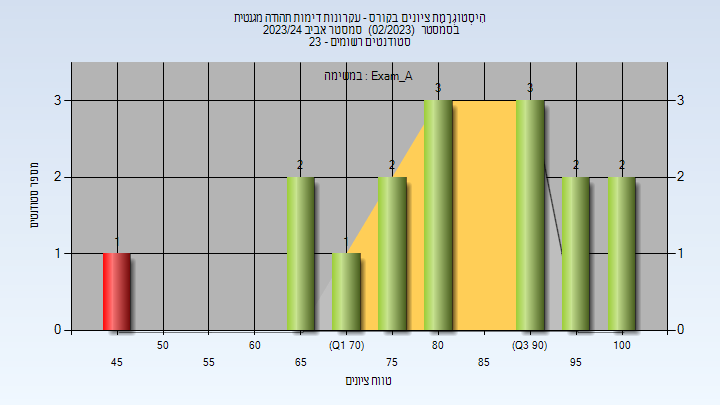 היסטוגרמת ציונים בקורס - עקרונות דימות תהודה מגנטית
בסמסטר (02/2023) סמסטר אביב 2023/24
סטודנטים רשומים - 23
במשימה : Exam_A
מספר סטודנטים
3 3
2 2
1 1
0 0
1 2 1 2 3 3 2 2
50 60 (Q1 70) 80 (Q3 90) 100
45 55 65 75 85 95
טווח ציונים